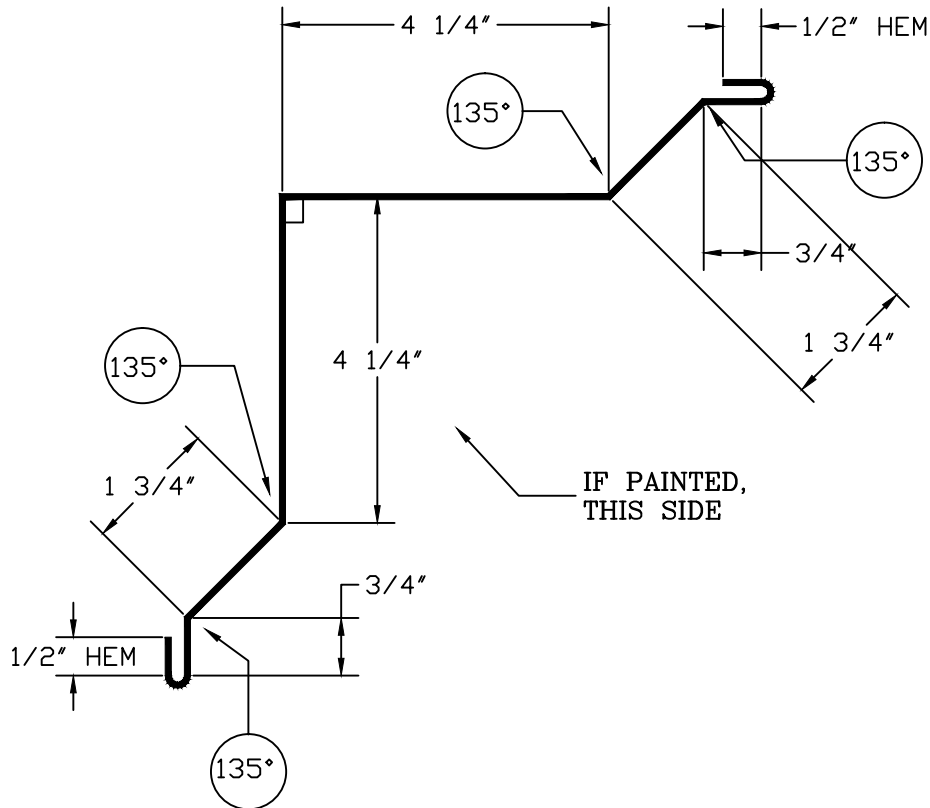 4 1/4″
1/2″ HEM
135°
135°
3/4″
1 3/4″
135°
4 1/4″
1 3/4″
IF PAINTED,
THIS SIDE
3/4″
1/2″ HEM
135°